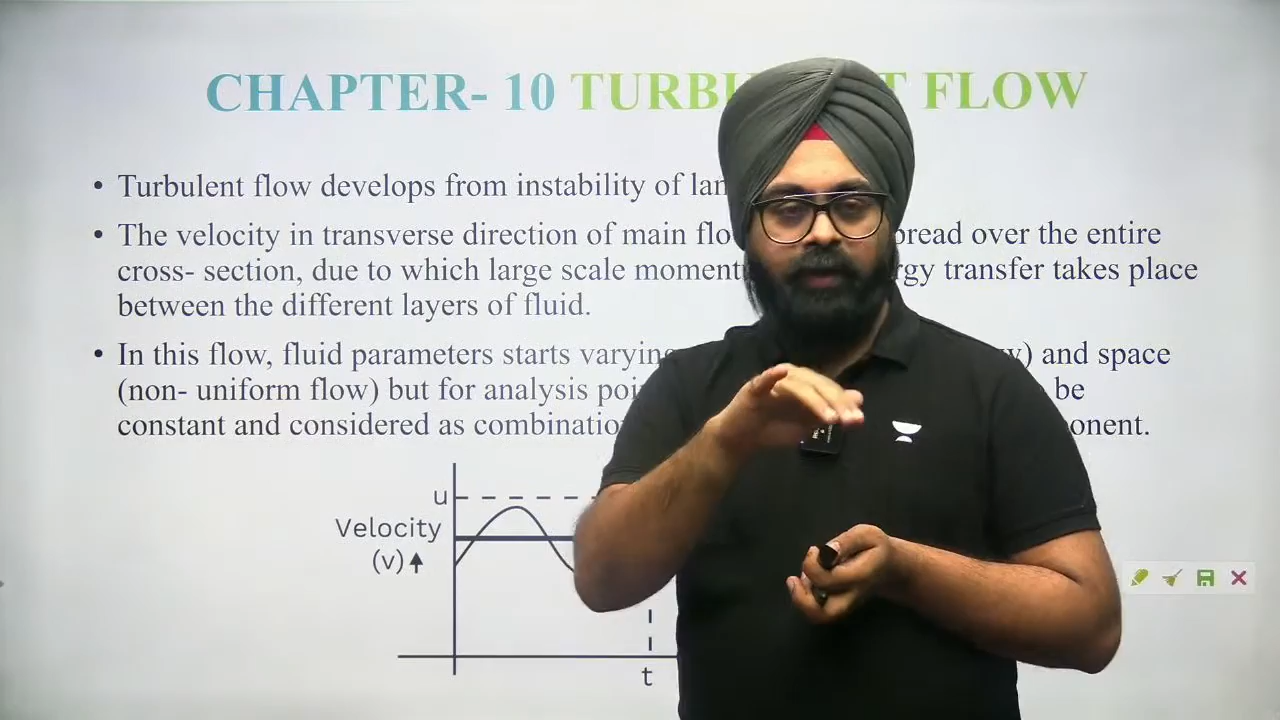 CHAPTER- 10 TURBU T FLOW
• Turbulent flow develops from instability of lam
• The velocity in transverse direction of main flo pread over the entire
cross- section, due to which large scale moment rgy transfer takes place
between the different layers of fluid.
• In this flow, fluid parameters starts varying w) and space
(non- uniform flow) but for analysis poi be
constant and considered as combinatio onent.
u
Velocity
(v)
t